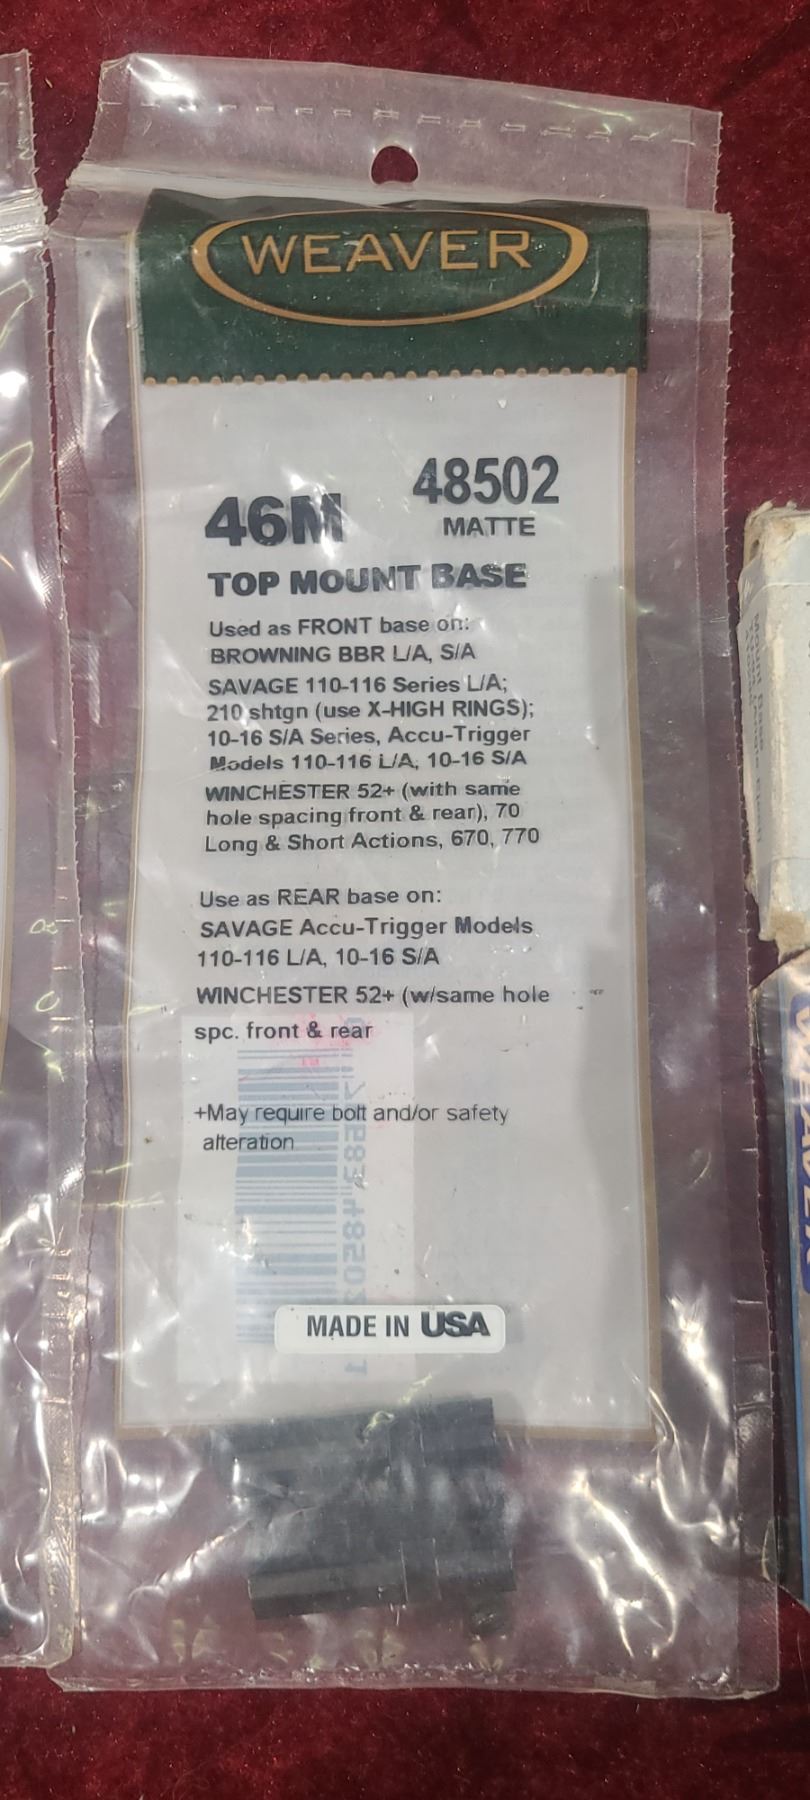 WEAVER
TM
46M
48502
MATTE
TOP MOUNT BASE
Used as FRONT base on:
BROWNING BBR L/A, S/A
SAVAGE 110-116 Series L/A;
210 shtgn (use X-HIGH RINGS);
10-16 S/A Series, Accu-Trigger
Models 110-116 L/A, 10-16 S/A
WINCHESTER 52+ (with same
hole spacing front & rear), 70
Long & Short Actions, 670, 770
Use as REAR base on:
SAVAGE Accu-Trigger Models
110-116 L/A, 10-16 S/A
WINCHESTER 52+ (w/same hole
spc. front & rear
+May require bolt and/or safety
alteration
MADE IN USA
WEAVER